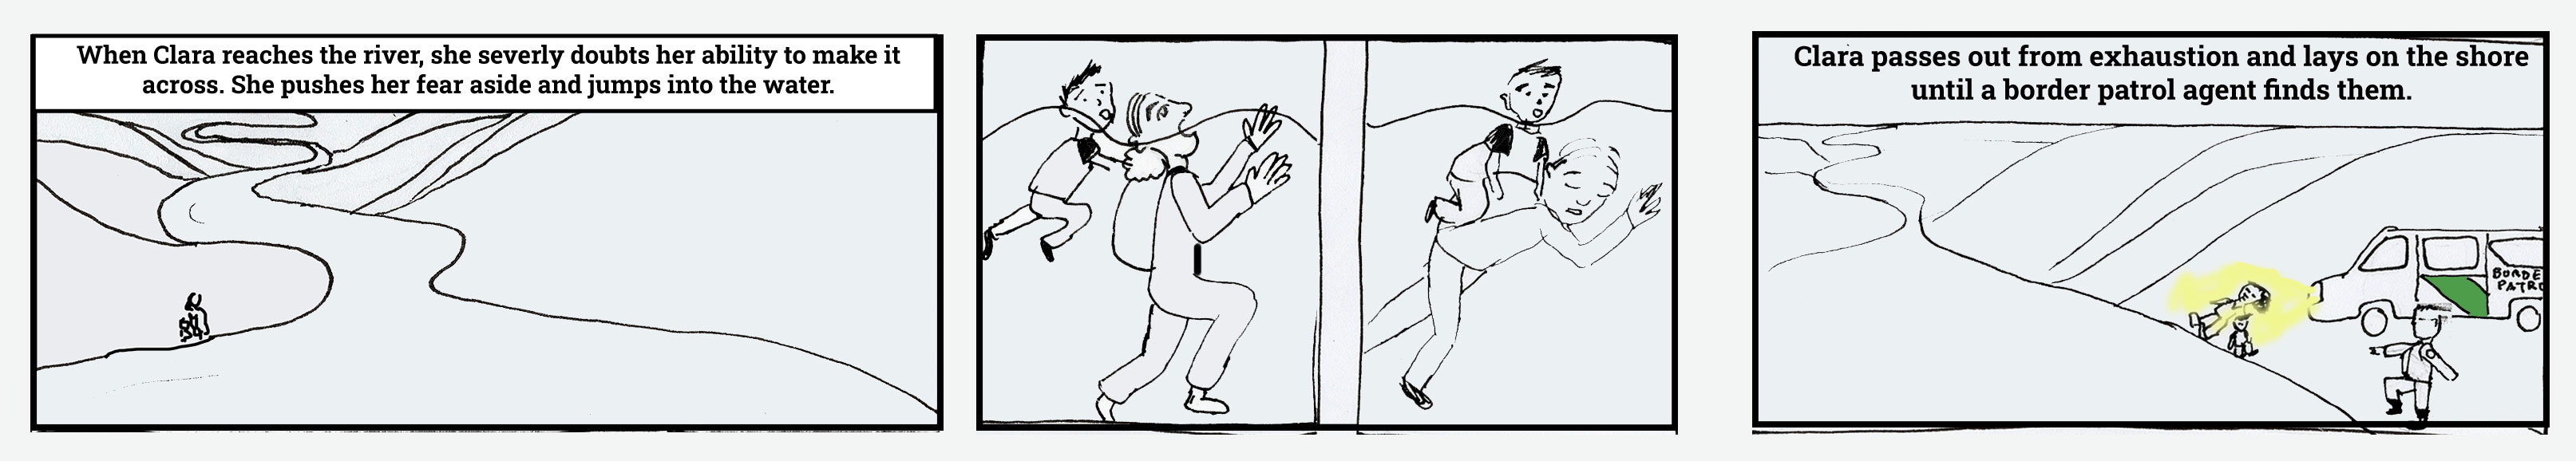 When Clara reaches the river, she severly doubts her ability to make it
across. She pushes her fear aside and jumps into the water.
Clara passes out from exhaustion and lays on the shore
until a border patrol agent finds them.
BORDE
PATRO